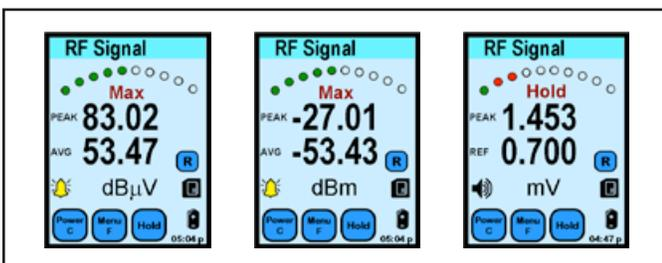 RF Signal
Max
PEAK 83.02
AVG 53.47
R
dBµV
Power C
Menu F
Hold
05:04 p
RF Signal
Max
PEAK -27.01
AVG -53.43
R
dBm
Power C
Menu F
Hold
05:04 p
RF Signal
Hold
PEAK 1.453
REF 0.700
R
mV
Power C
Menu F
Hold
04:47 p